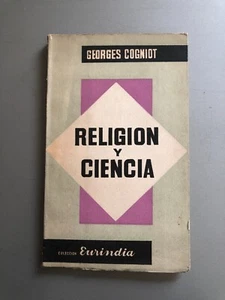 GEORGES COGNIOT
RELIGION
Y
CIENCIA
COLECCION Eurindia